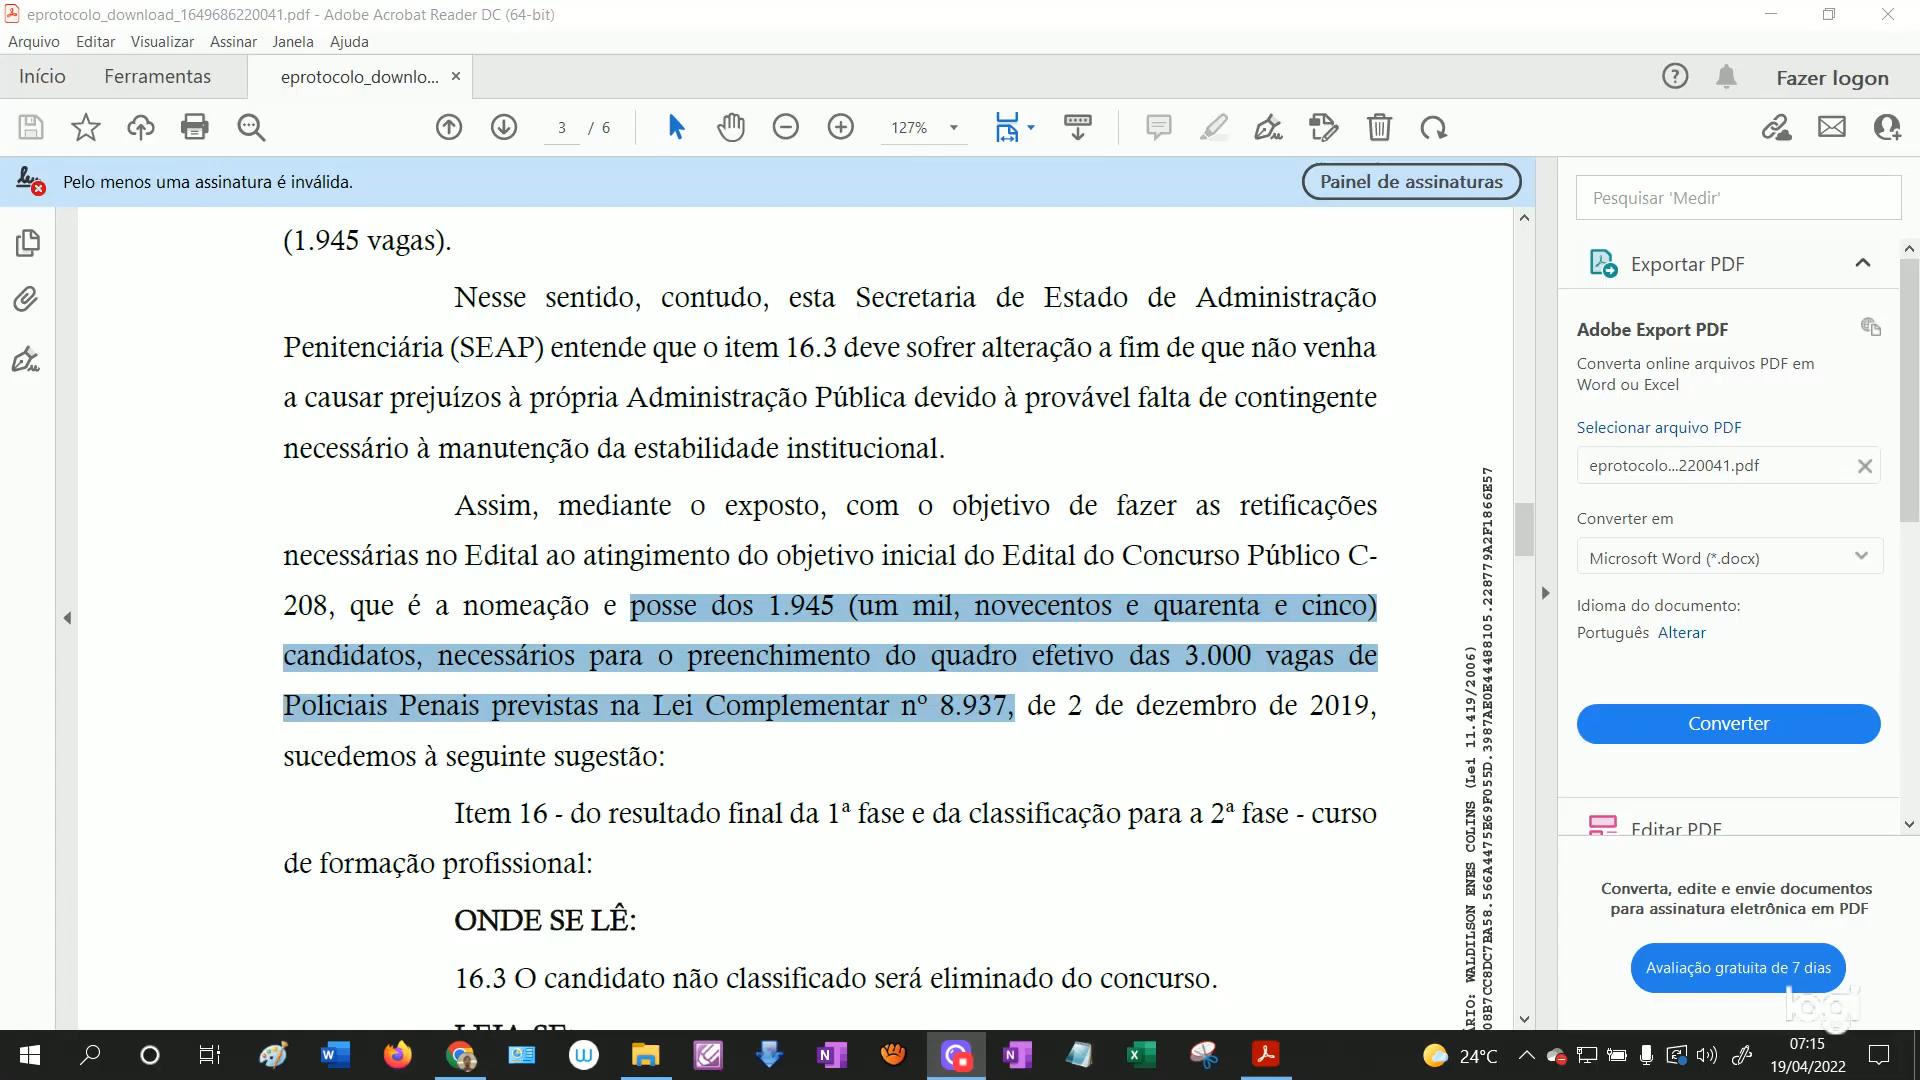 eprotocolo_download_1649686220041.pdf - Adobe Acrobat Reader DC (64-bit)
Arquivo Editar Visualizar Assinar Janela Ajuda
Início Ferramentas eprotocolo_downlo... × Fazer logon
3 / 6 127%
Pelo menos uma assinatura é inválida. Painel de assinaturas
(1.945 vagas).
Nesse sentido, contudo, esta Secretaria de Estado de Administração
Penitenciária (SEAP) entende que o item 16.3 deve sofrer alteração a fim de que não venha
a causar prejuízos à própria Administração Pública devido à provável falta de contingente
necessário à manutenção da estabilidade institucional.
Assim, mediante o exposto, com o objetivo de fazer as retificações
necessárias no Edital ao atingimento do objetivo inicial do Edital do Concurso Público C-
208, que é a nomeação e posse dos 1.945 (um mil, novecentos e quarenta e cinco)
candidatos, necessários para o preenchimento do quadro efetivo das 3.000 vagas de
Policiais Penais previstas na Lei Complementar nº 8.937, de 2 de dezembro de 2019,
sucedemos à seguinte sugestão:
Item 16 - do resultado final da 1ª fase e da classificação para a 2ª fase - curso
de formação profissional:
ONDE SE LÊ:
16.3 O candidato não classificado será eliminado do concurso.
LEIA-SE:
WALDILSON ENES COLINS (Lei 11.419/2006)
Pesquisar 'Medir'
Exportar PDF
Adobe Export PDF
Converta online arquivos PDF em
Word ou Excel
Selecionar arquivo PDF
eprotocolo...220041.pdf
Converter em
Microsoft Word (*.docx)
Idioma do documento:
Português Alterar
Converter
Editar PDF
Converta, edite e envie documentos
para assinatura eletrônica em PDF
Avaliação gratuita de 7 dias
logi
24°C
07:15
19/04/2022